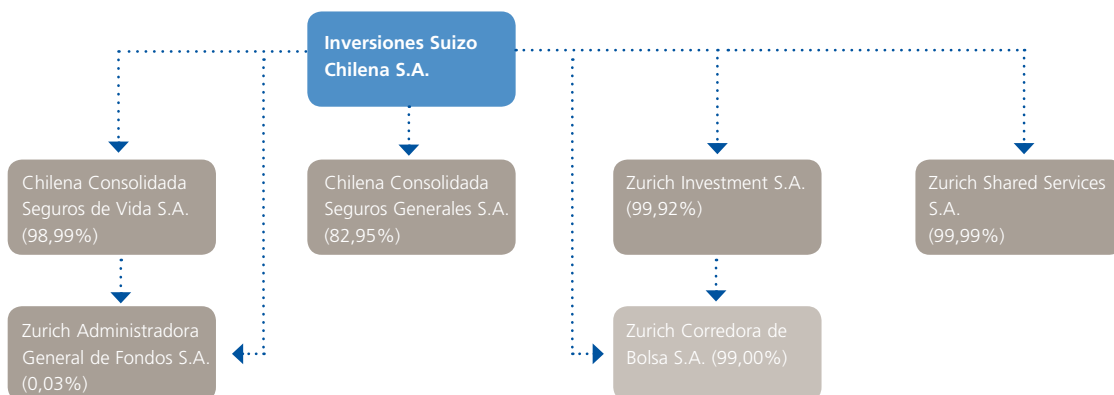 Inversiones Suizo
Chilena S.A.
Chilena Consolidada
Seguros de Vida S.A.
(98,99%)
Chilena Consolidada
Seguros Generales S.A.
(82,95%)
Zurich Investment S.A.
(99,92%)
Zurich Shared Services
S.A.
(99,99%)
Zurich Administradora
General de Fondos S.A.
(0,03%)
Zurich Corredora de
Bolsa S.A. (99,00%)